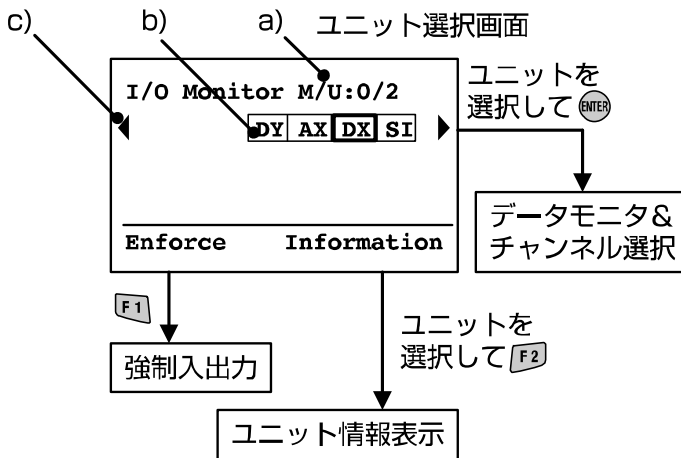 c)
b)
a)
ユニット選択画面
I/O Monitor M/U:0/2
DY AX DX SI
Enforce Information
ユニットを
選択して ENTER
データモニタ&
チャンネル選択
F1
強制入出力
ユニットを
選択して F2
ユニット情報表示